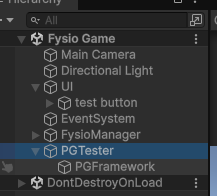 Hierarchy
All
Fysio Game
Main Camera
Directional Light
UI
test button
EventSystem
FysioManager
PGTester
PGFramework
DontDestroyOnLoad